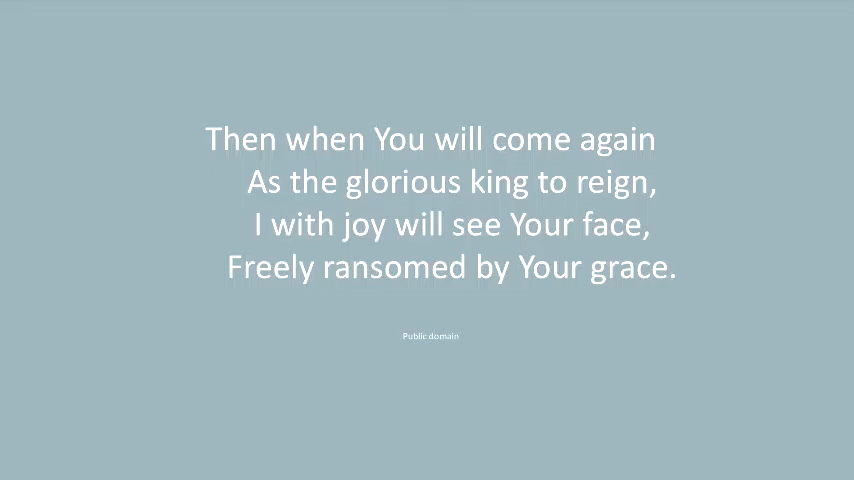 Then when You will come again
As the glorious king to reign,
I with joy will see Your face,
Freely ransomed by Your grace.
Public domain